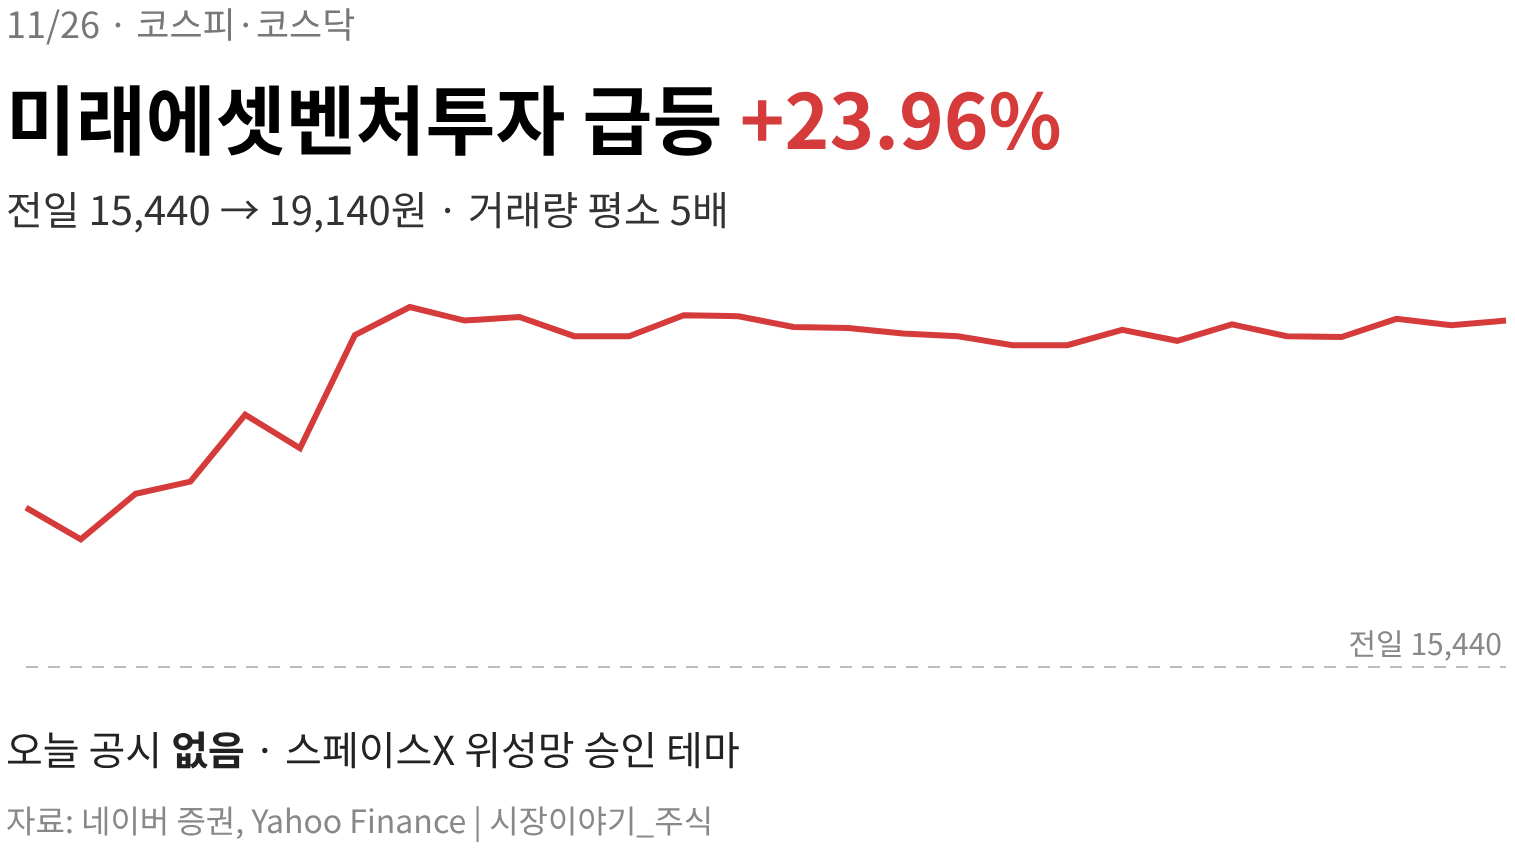 11/26 · 코스피·코스닥
미래에셋벤처투자 급등 +23.96%
전일 15,440 → 19,140원 · 거래량 평소 5배
전일 15,440
오늘 공시 없음 · 스페이스X 위성망 승인 테마
자료: 네이버 증권, Yahoo Finance | 시장이야기_주식